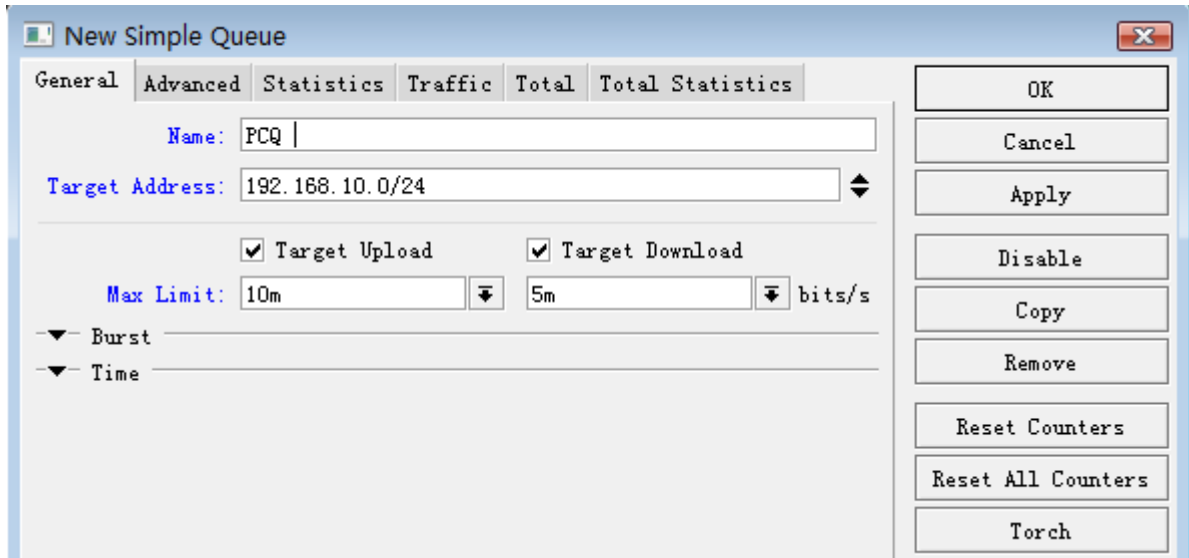 New Simple Queue
General Advanced Statistics Traffic Total Total Statistics
Name: PCQ
Target Address: 192.168.10.0/24
Target Upload Target Download
Max Limit: 10m 5m bits/s
Burst
Time
OK
Cancel
Apply
Disable
Copy
Remove
Reset Counters
Reset All Counters
Torch